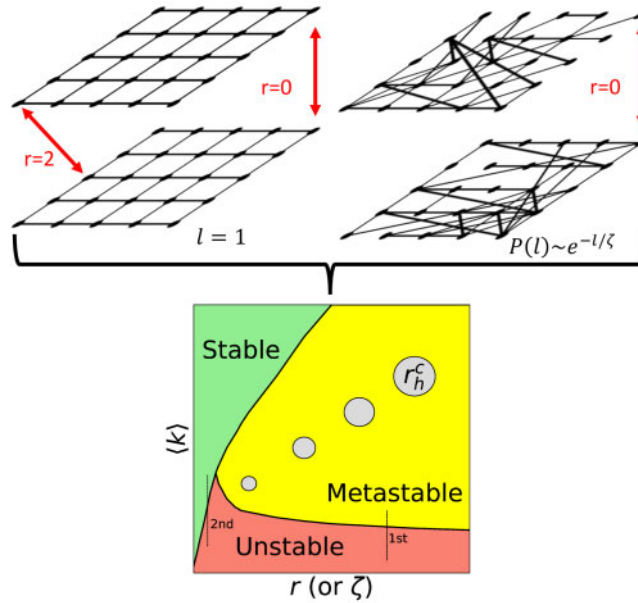 r=0
r=0
r=2
l = 1
P(l)~e^{-l/ζ}
Stable
r_h^c
⟨k⟩
Metastable
2nd
1st
Unstable
r (or ζ)